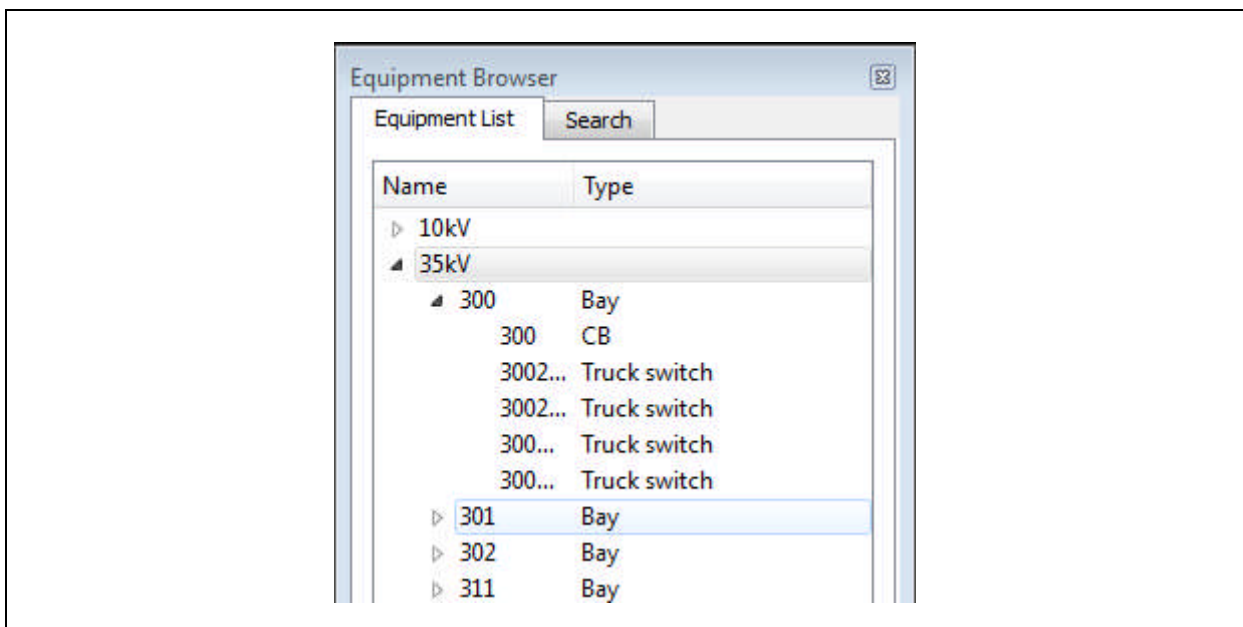 Equipment Browser
Equipment List Search
Name Type
10kV
35kV
300 Bay
300 CB
3002... Truck switch
3002... Truck switch
300... Truck switch
300... Truck switch
301 Bay
302 Bay
311 Bay